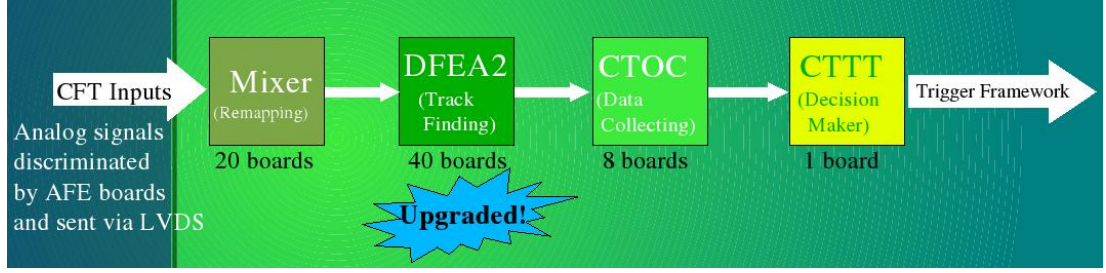 CFT Inputs
Analog signals
discriminated
by AFE boards
and sent via LVDS
Mixer
(Remapping)
20 boards
DFEA2
(Track
Finding)
40 boards
Upgraded!
CTOC
(Data
Collecting)
8 boards
CTTT
(Decision
Maker)
1 board
Trigger Framework